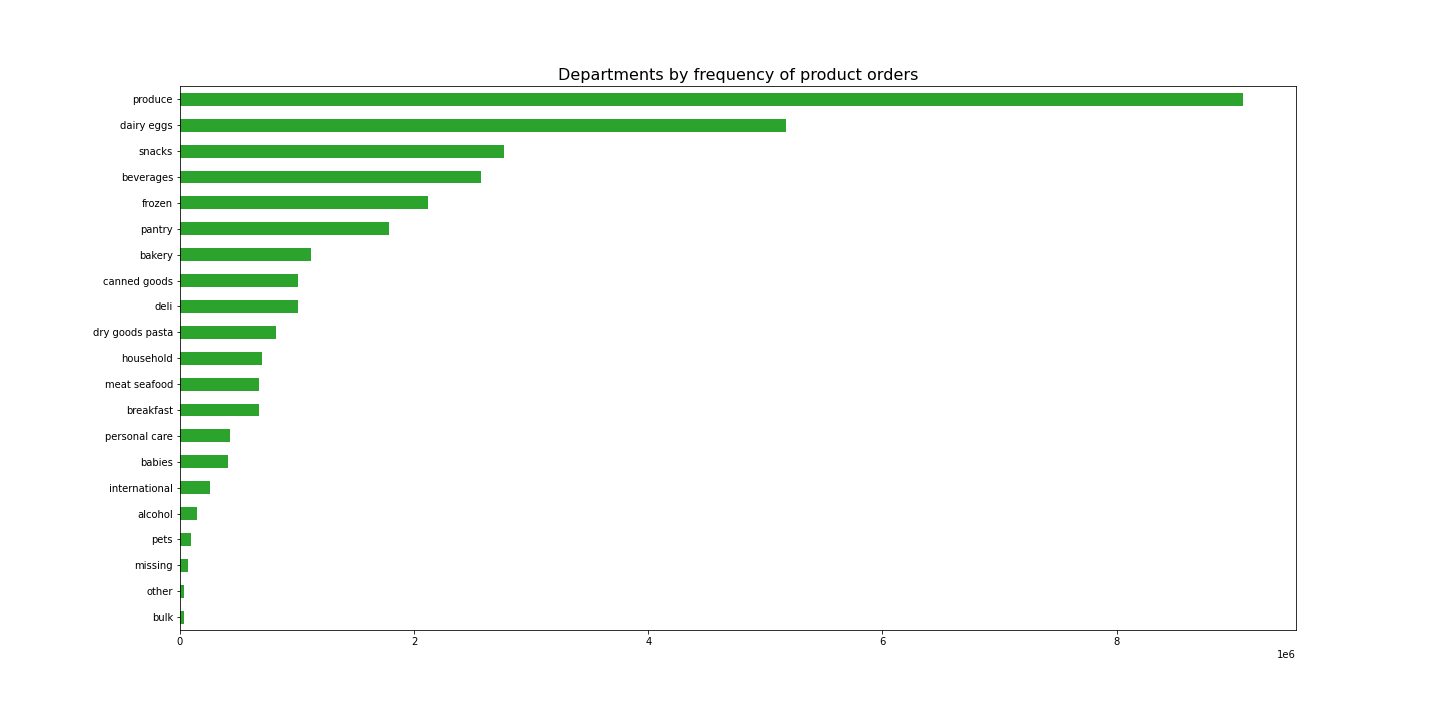 Departments by frequency of product orders
produce
dairy eggs
snacks
beverages
frozen
pantry
bakery
canned goods
deli
dry goods pasta
household
meat seafood
breakfast
personal care
babies
international
alcohol
pets
missing
other
bulk
0 2 4 6 8
1e6